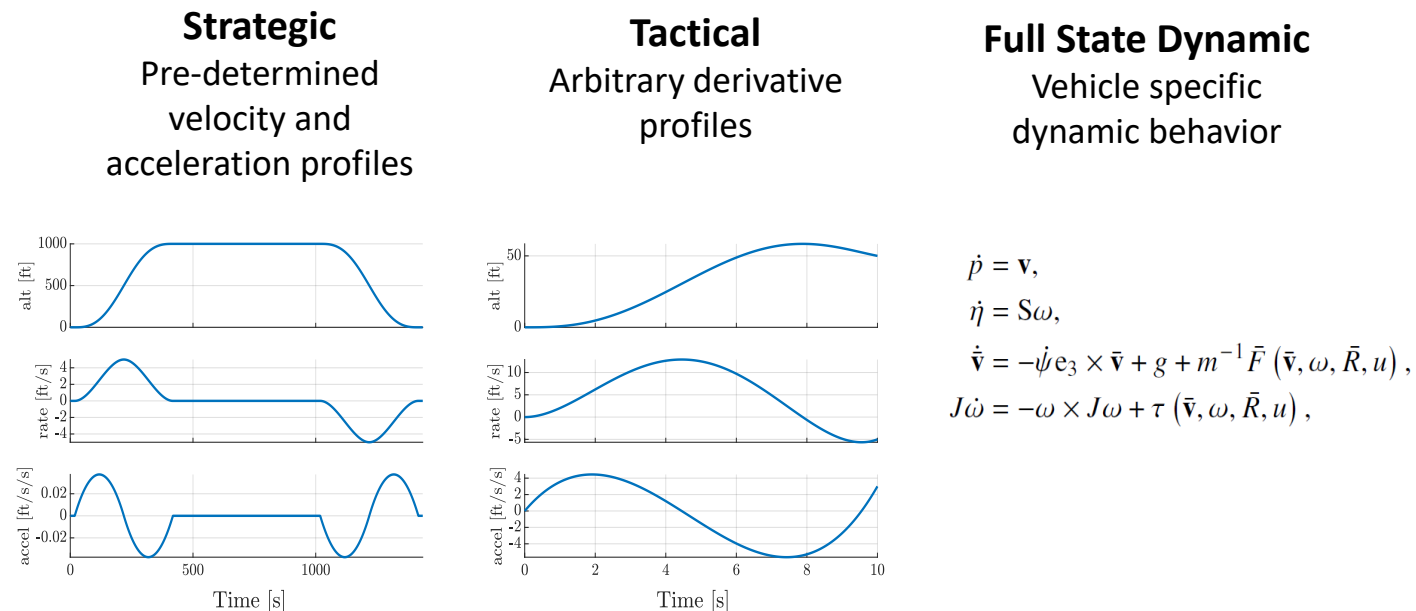 Strategic
Pre-determined
velocity and
acceleration profiles
1000
500
0
alt [ft]
4
2
0
-2
-4
rate [ft/s]
0.02
0
-0.02
accel [ft/s/s]
0 500 1000
Time [s]
Tactical
Arbitrary derivative
profiles
50
0
alt [ft]
10
5
0
-5
rate [ft/s]
4
2
0
-2
-4
accel [ft/s/s]
0 2 4 6 8 10
Time [s]
Full State Dynamic
Vehicle specific
dynamic behavior
ṗ = v,
η̇ = Sω,
v̄̇ = −ψ̇e₃ × v̄ + g + m⁻¹F̄ (v̄, ω, R̄, u) ,
Jω̇ = −ω × Jω + τ (v̄, ω, R̄, u) ,